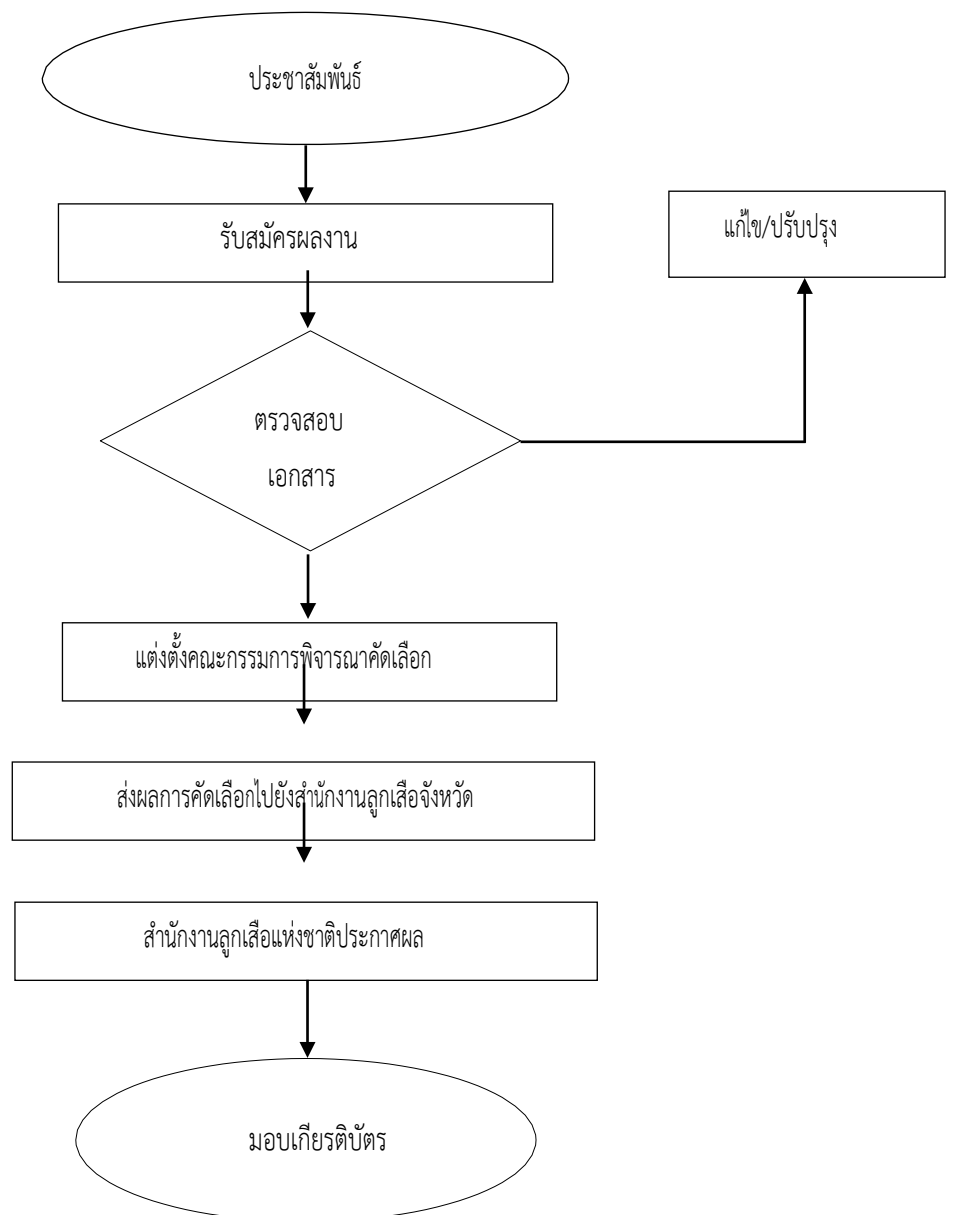 ประชาสัมพันธ์
รับสมัครผลงาน
แก้ไข/ปรับปรุง
ตรวจสอบ
เอกสาร
แต่งตั้งคณะกรรมการพิจารณาคัดเลือก
ส่งผลการคัดเลือกไปยังสำนักงานลูกเสือจังหวัด
สำนักงานลูกเสือแห่งชาติประกาศผล
มอบเกียรติบัตร